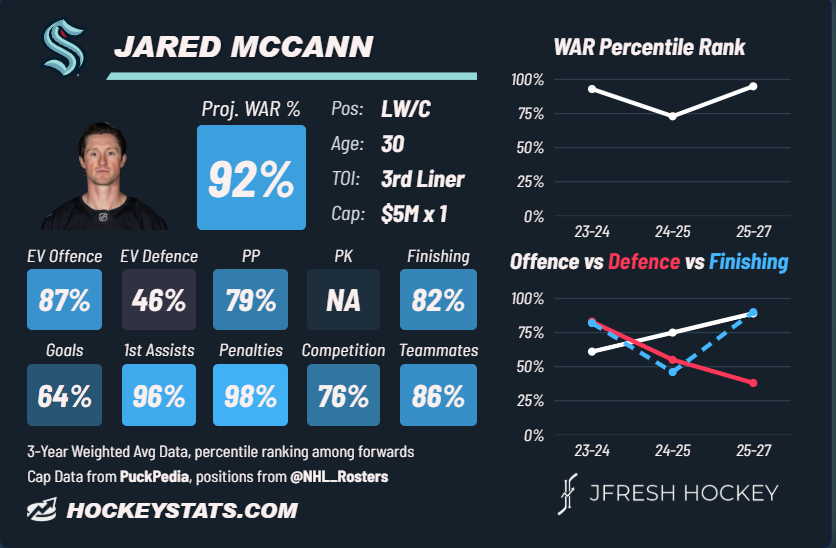 JARED MCCANN
Proj. WAR %
92%
Pos: LW/C
Age: 30
TOI: 3rd Liner
Cap: $5M x 1
EV Offence EV Defence PP PK Finishing
87% 46% 79% NA 82%
Goals 1st Assists Penalties Competition Teammates
64% 96% 98% 76% 86%
3-Year Weighted Avg Data, percentile ranking among forwards
Cap Data from PuckPedia, positions from @NHL_Rosters
HOCKEYSTATS.COM
WAR Percentile Rank
100%
75%
50%
25%
0%
23-24 24-25 25-27
Offence vs Defence vs Finishing
100%
75%
50%
25%
0%
23-24 24-25 25-27
JFRESH HOCKEY